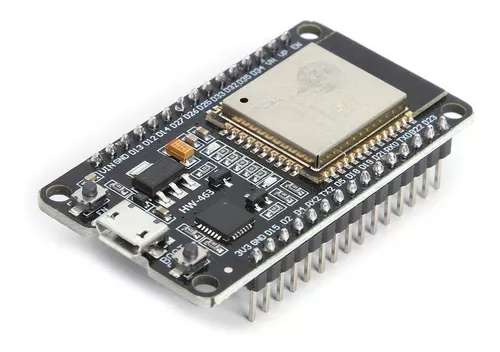 VIN GND D13 D12 D14 D27 D26 D25 D33 D32 D35 D34 VN VP EN
HW-463
BOOT
3V3 GND D15 D2 D4 RX2 TX2 D5 D18 D19 D21 RX0 TX0 D22 D23